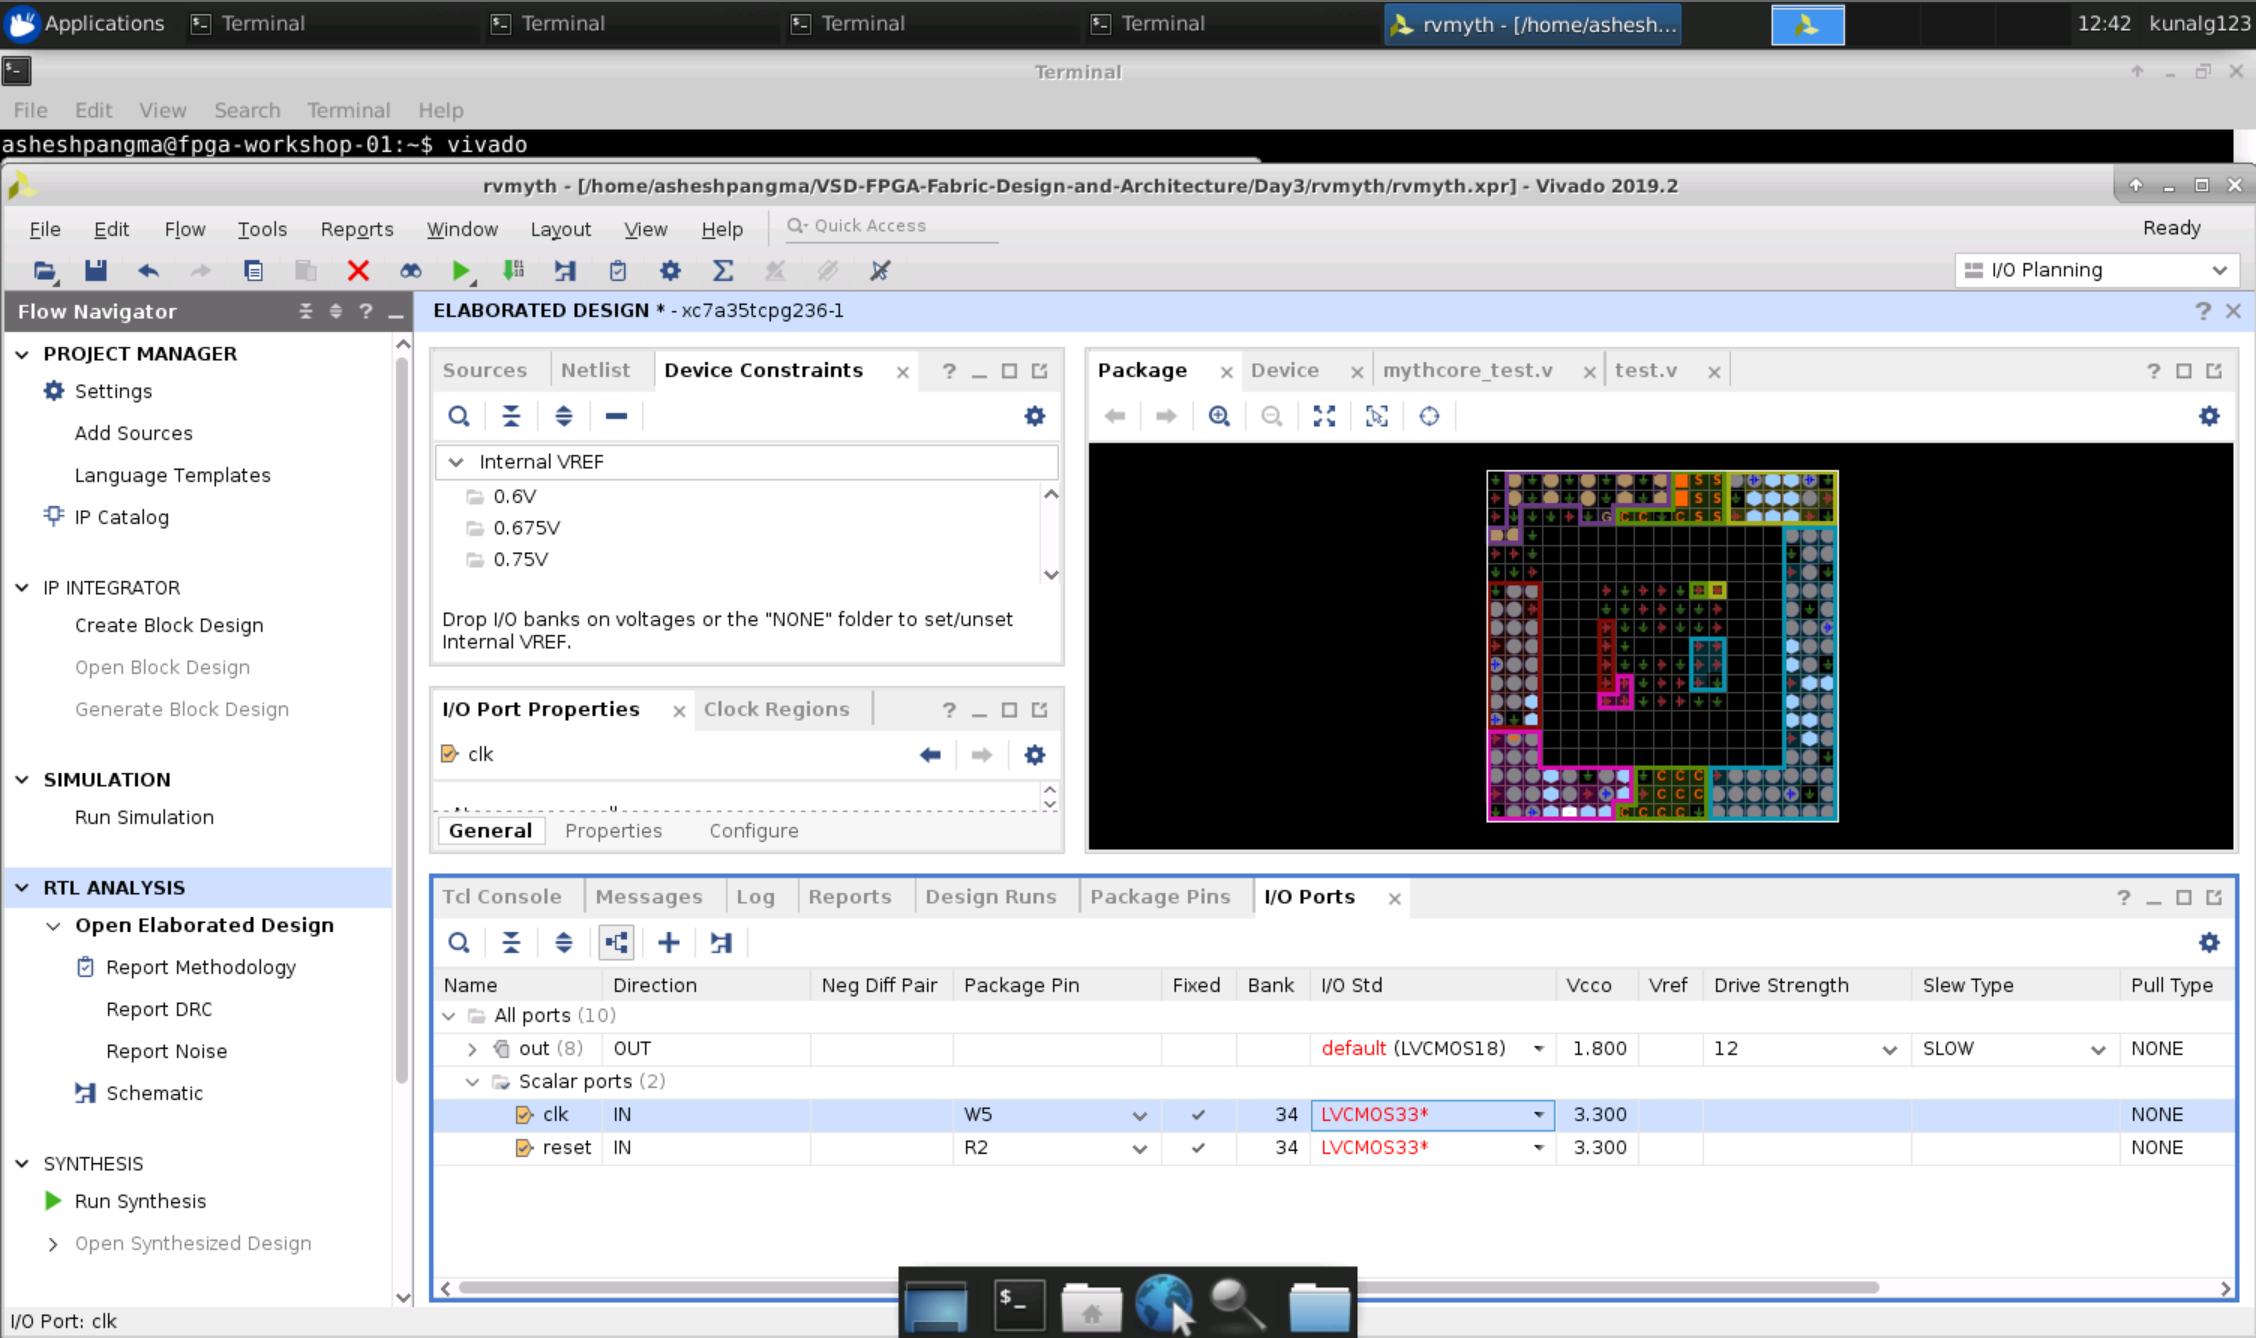 Applications Terminal Terminal Terminal Terminal rvmyth - [/home/ashesh... 12:42 kunalg123
Terminal
File Edit View Search Terminal Help
asheshpangma@fpga-workshop-01:~$ vivado
rvmyth - [/home/asheshpangma/VSD-FPGA-Fabric-Design-and-Architecture/Day3/rvmyth/rvmyth.xpr] - Vivado 2019.2
File Edit Flow Tools Reports Window Layout View Help Quick Access Ready
I/O Planning
Flow Navigator
PROJECT MANAGER
Settings
Add Sources
Language Templates
IP Catalog
IP INTEGRATOR
Create Block Design
Open Block Design
Generate Block Design
SIMULATION
Run Simulation
RTL ANALYSIS
Open Elaborated Design
Report Methodology
Report DRC
Report Noise
Schematic
SYNTHESIS
Run Synthesis
Open Synthesized Design
ELABORATED DESIGN * - xc7a35tcpg236-1
Sources Netlist Device Constraints
Internal VREF
0.6V
0.675V
0.75V
Drop I/O banks on voltages or the "NONE" folder to set/unset
Internal VREF.
I/O Port Properties Clock Regions
clk
General Properties Configure
Package Device mythcore_test.v test.v
Tcl Console Messages Log Reports Design Runs Package Pins I/O Ports
Name Direction Neg Diff Pair Package Pin Fixed Bank I/O Std Vcco Vref Drive Strength Slew Type Pull Type
All ports (10)
out (8) OUT default (LVCMOS18) 1.800 12 SLOW NONE
Scalar ports (2)
clk IN W5 34 LVCMOS33* 3.300 NONE
reset IN R2 34 LVCMOS33* 3.300 NONE
I/O Port: clk